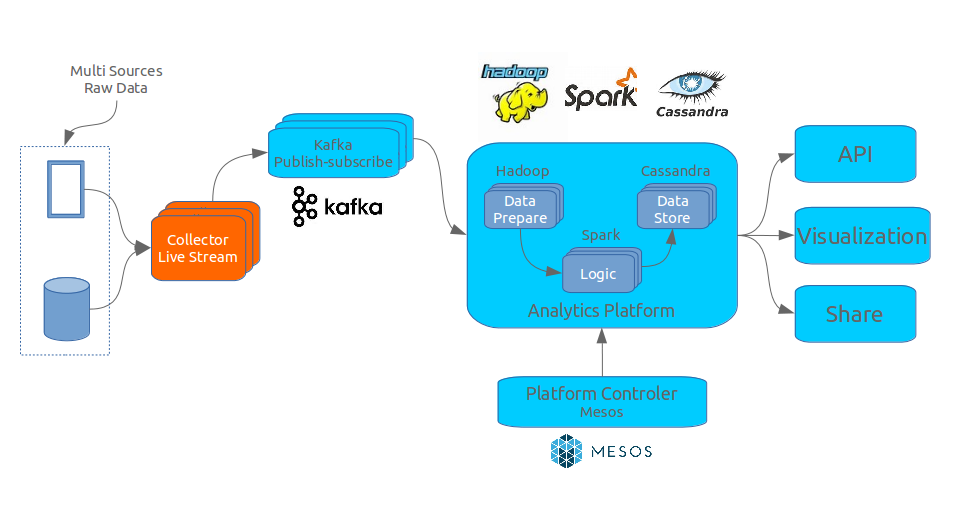 Multi Sources
Raw Data
hadoop
Spark
Cassandra
Kafka
Publish-subscribe
kafka
Collector
Live Stream
Hadoop
Data
Prepare
Spark
Logic
Cassandra
Data
Store
Analytics Platform
API
Visualization
Share
Platform Controler
Mesos
MESOS